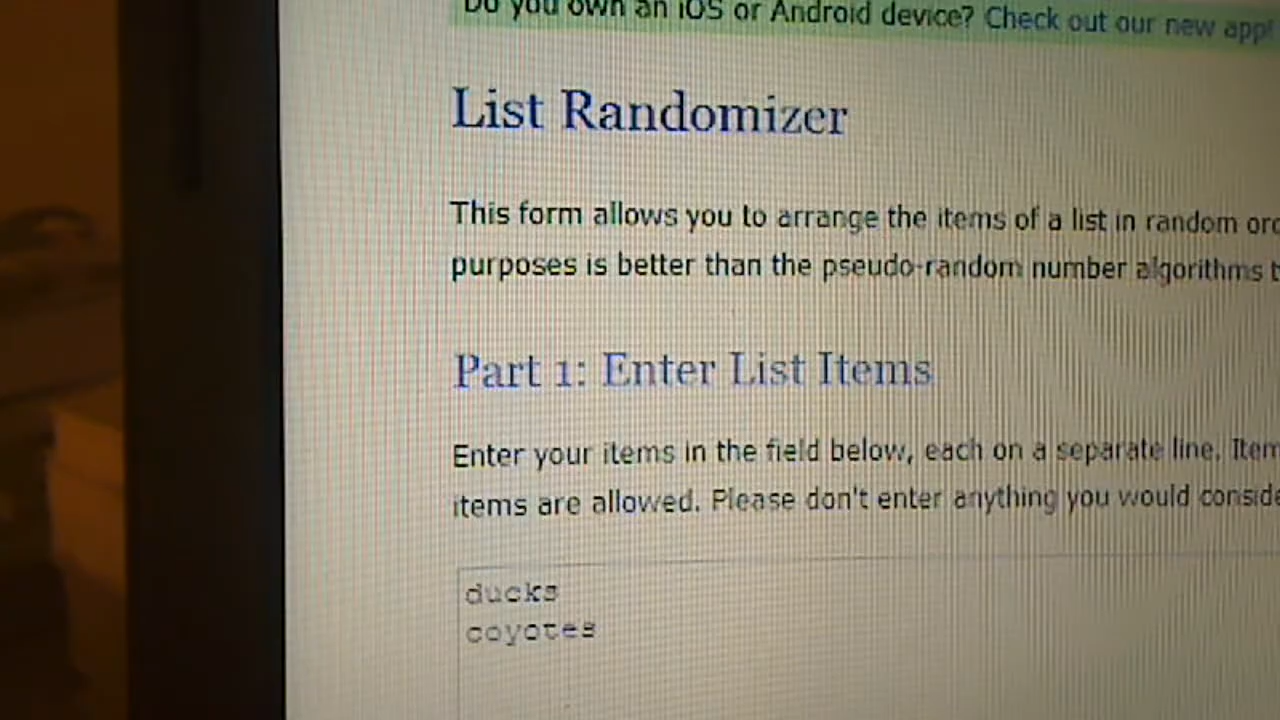 Do you own an iOS or Android device? Check out our new app!
List Randomizer
This form allows you to arrange the items of a list in random
purposes is better than the pseudo-random number algorithms
Part 1: Enter List Items
Enter your items in the field below, each on a separate line. Item
items are allowed. Please don't enter anything you would conside
ducks
coyotes